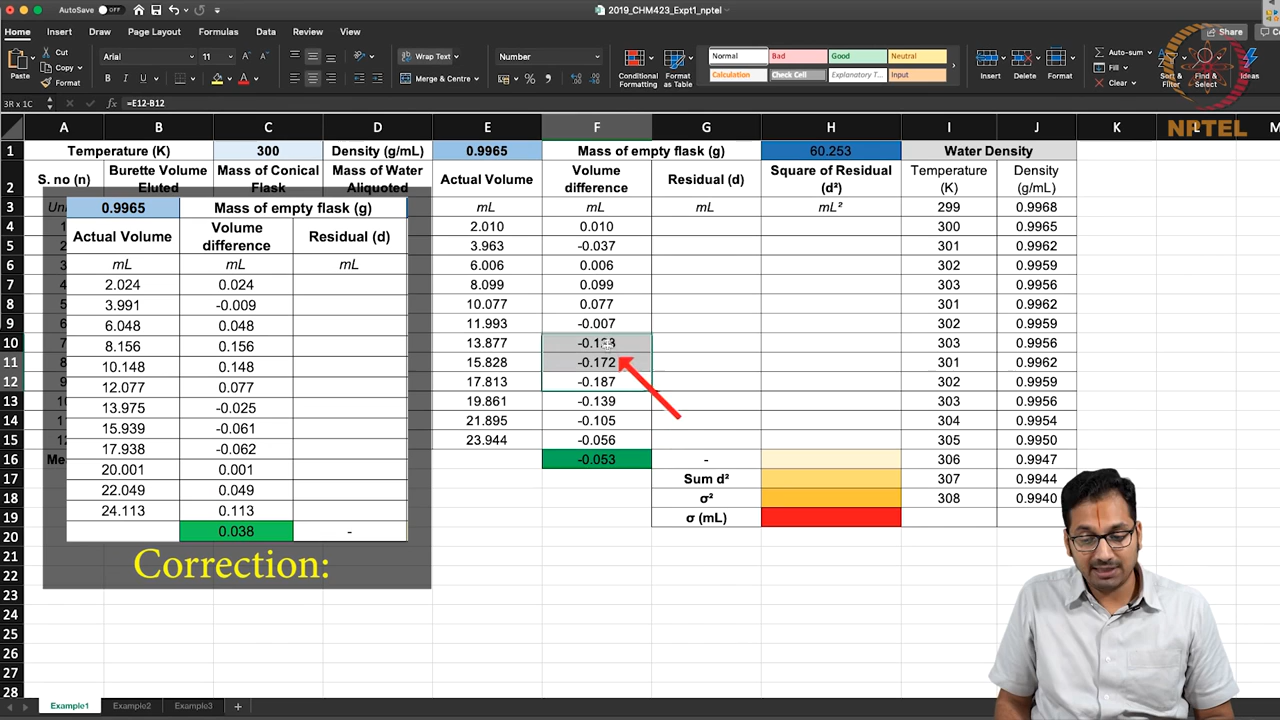 AutoSave OFF 2019_CHM423_Expt1_nptel
Home Insert Draw Page Layout Formulas Data Review View Share
Cut Arial 11 Wrap Text Number Normal Bad Good Neutral Auto-sum
Paste Copy Format B I U A Merge & Centre % Conditional Formatting Format as Table Calculation Check Cell Explanatory T... Input Insert Delete Format Fill Clear Sort & Filter Find & Select Ideas
NPTEL
3R x 1C fx =E12-B12
A B C D E F G H I J K L M
1 Temperature (K) 300 Density (g/mL) 0.9965 Mass of empty flask (g) 60.253 Water Density
2 S. no (n) Burette Volume Eluted Mass of Conical Flask Mass of Water Aliquoted Actual Volume Volume difference Residual (d) Square of Residual (d²) Temperature (K) Density (g/mL)
3 mL mL mL mL² 299 0.9968
4 2.010 0.010 300 0.9965
5 3.963 -0.037 301 0.9962
6 6.006 0.006 302 0.9959
7 8.099 0.099 303 0.9956
8 10.077 0.077 301 0.9962
9 11.993 -0.007 302 0.9959
10 13.877 303 0.9956
11 15.828 -0.172 301 0.9962
12 17.813 -0.187 302 0.9959
13 19.861 -0.139 303 0.9956
14 21.895 -0.105 304 0.9954
15 23.944 -0.056 305 0.9950
16 Me -0.053 - 306 0.9947
17 Sum d² 307 0.9944
18 σ² 308 0.9940
19 σ (mL)
20
21
22
23
24
25
26
27
28
0.9965 Mass of empty flask (g)
Actual Volume Volume difference Residual (d)
mL mL mL
2.024 0.024
3.991 -0.009
6.048 0.048
8.156 0.156
10.148 0.148
12.077 0.077
13.975 -0.025
15.939 -0.061
17.938 -0.062
20.001 0.001
22.049 0.049
24.113 0.113
0.038 -
Correction:
Example1 Example2 Example3 +